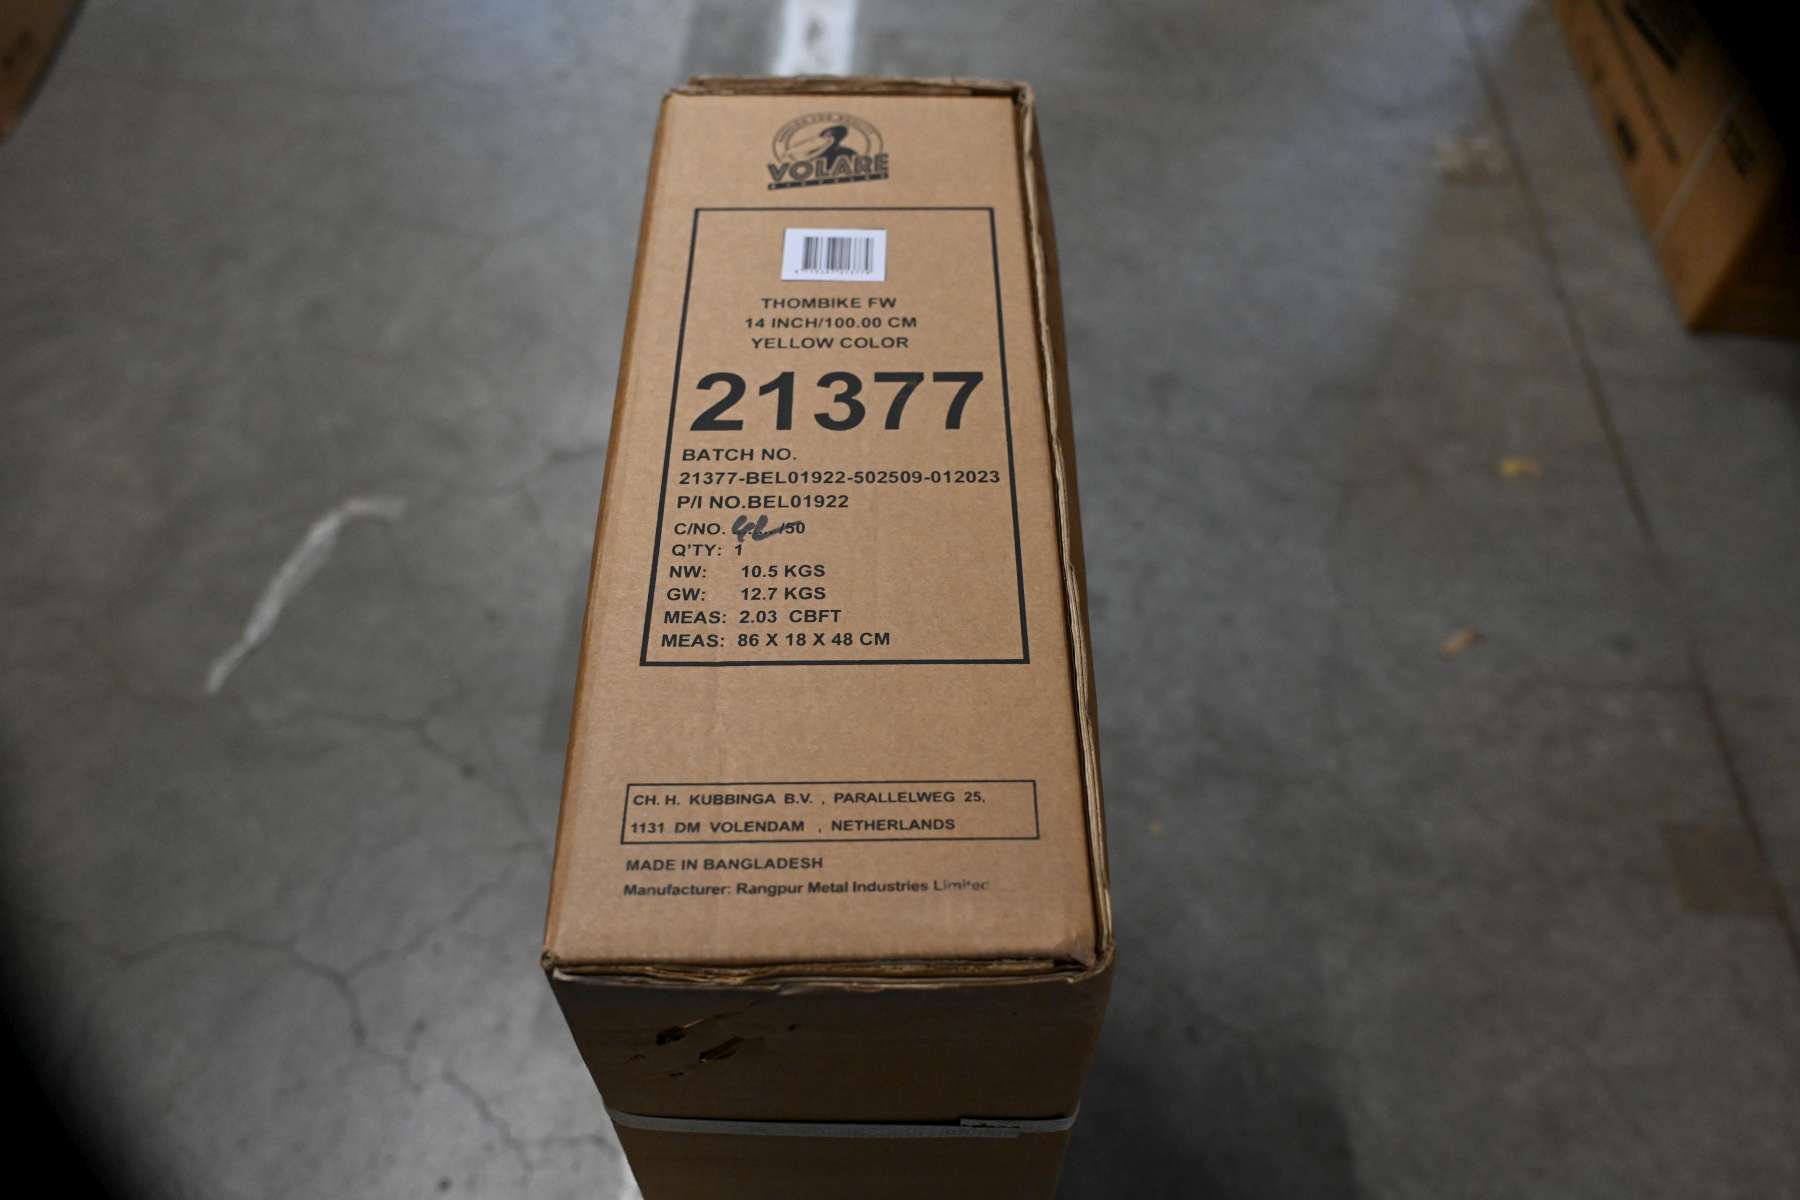 VOLARE
THOMBIKE FW
14 INCH/100.00 CM
YELLOW COLOR
21377
BATCH NO.
21377-BEL01922-502509-012023
P/I NO.BEL01922
C/NO. 42 /50
Q'TY: 1
NW: 10.5 KGS
GW: 12.7 KGS
MEAS: 2.03 CBFT
MEAS: 86 X 18 X 48 CM
CH. H. KUBBINGA B.V. , PARALLELWEG 25,
1131 DM VOLENDAM , NETHERLANDS
MADE IN BANGLADESH
Manufacturer: Rangpur Metal Industries Limited